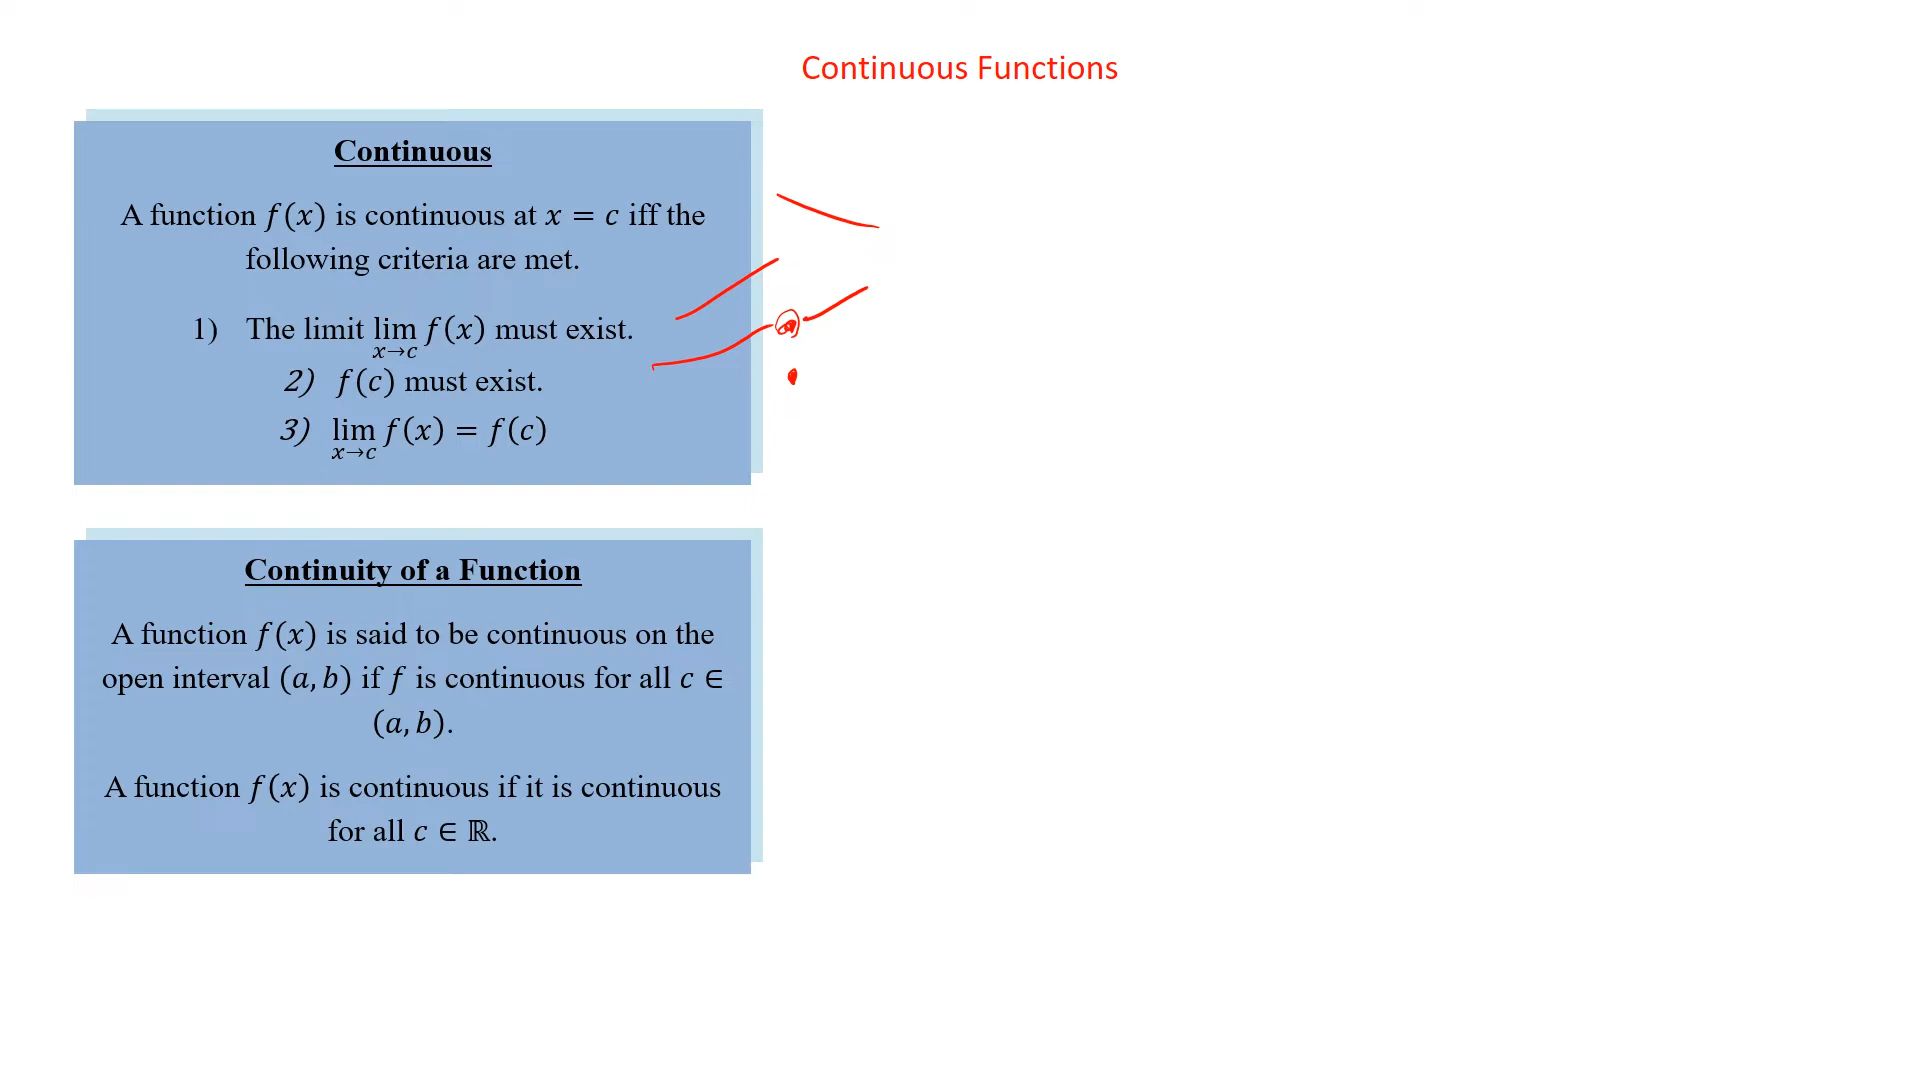 Continuous Functions
Continuous
A function f(x) is continuous at x = c iff the
following criteria are met.
1) The limit lim x→c f(x) must exist.
2) f(c) must exist.
3) lim x→c f(x) = f(c)
Continuity of a Function
A function f(x) is said to be continuous on the
open interval (a, b) if f is continuous for all c ∈
(a, b).
A function f(x) is continuous if it is continuous
for all c ∈ ℝ.